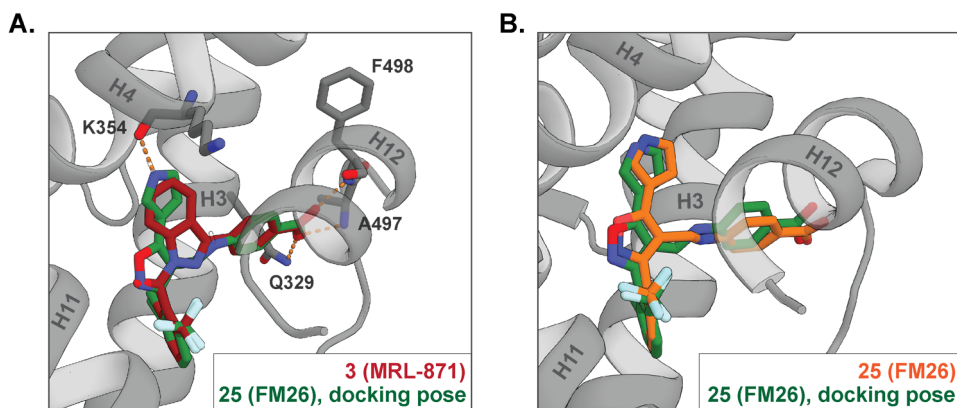 A.
B.
H4
F498
K354
H12
H3
A497
Q329
H11
3 (MRL-871)
25 (FM26), docking pose
H4
H12
H3
H11
25 (FM26)
25 (FM26), docking pose